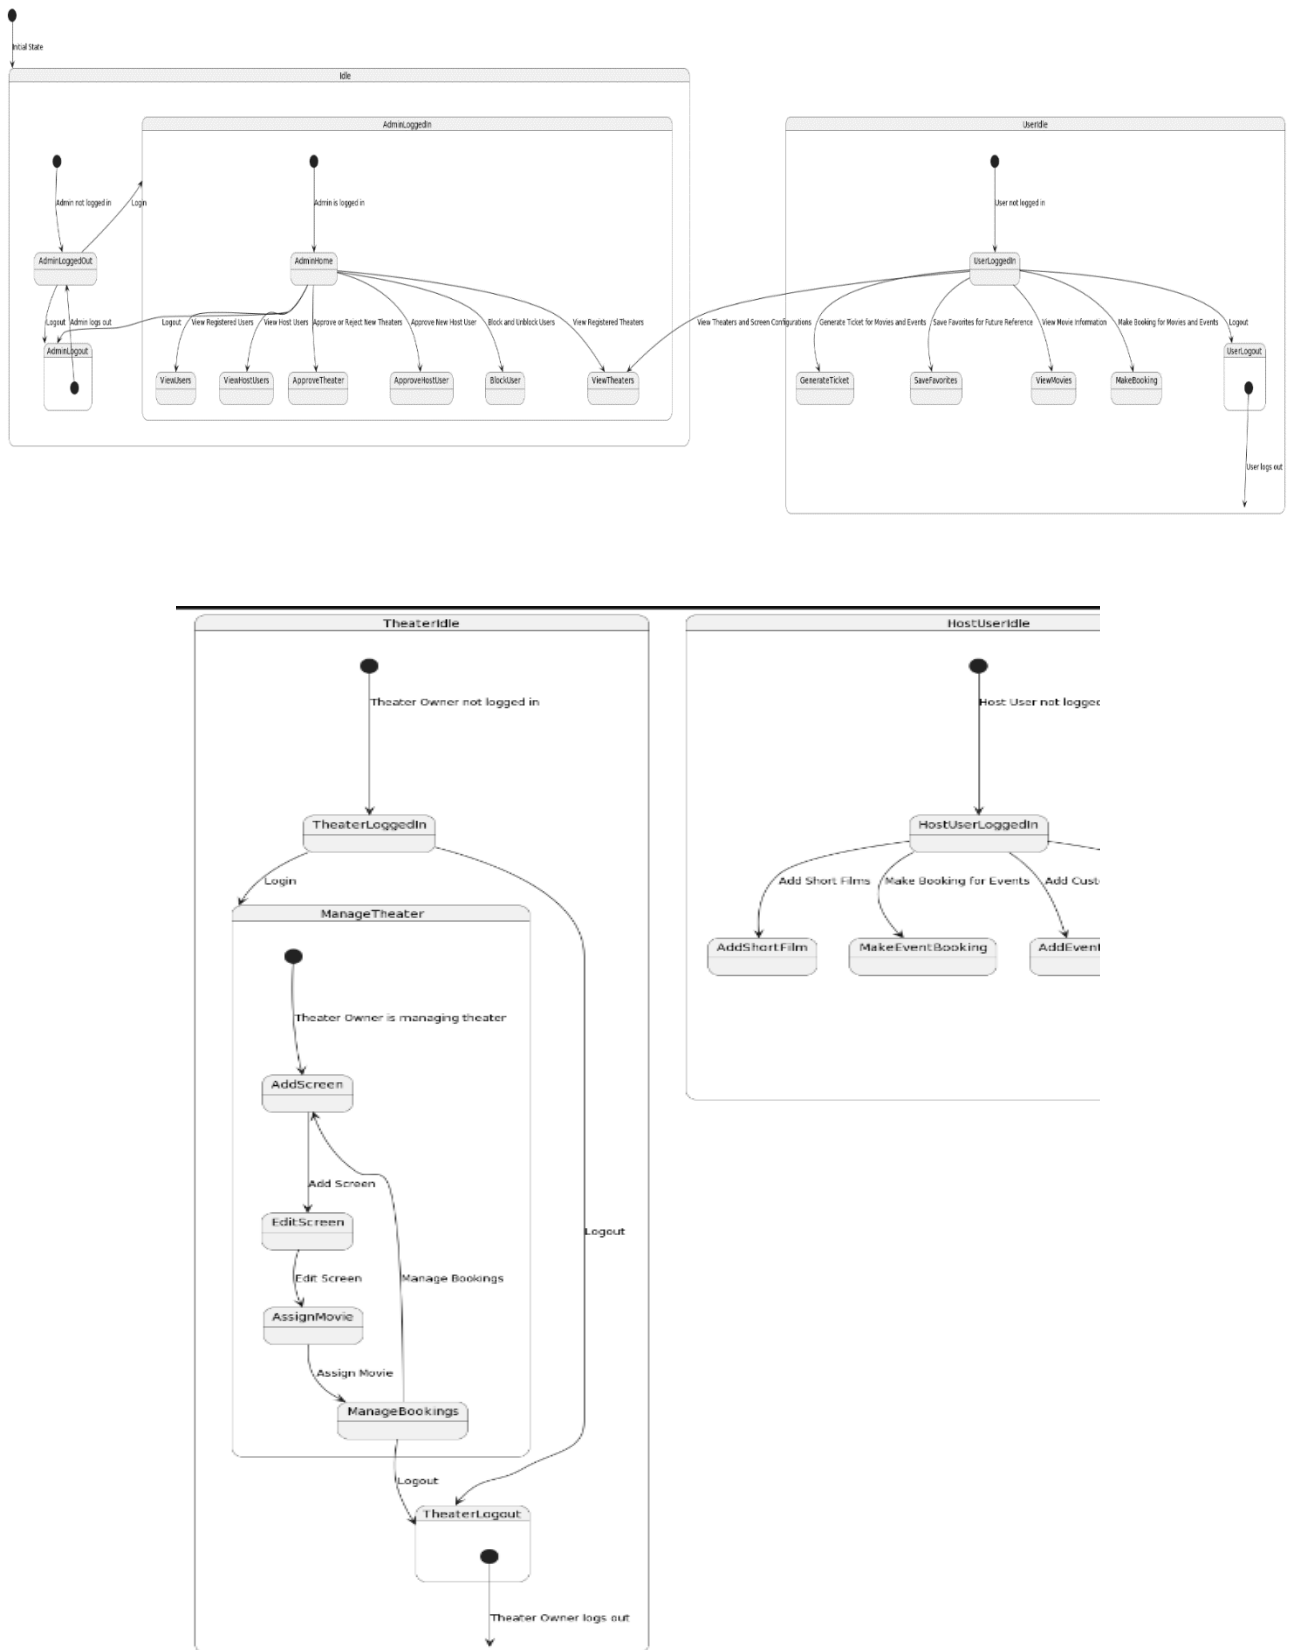 Initial State
Idle
AdminLoggedIn
UserIdle
Admin not logged in
Login
Admin is logged in
User not logged in
AdminLoggedOut
AdminHome
UserLoggedIn
Logout
Admin logs out
Logout
View Registered Users
View Host Users
Approve or Reject New Theaters
Approve New Host User
Block and Unblock Users
View Registered Theaters
View Theaters and Screen Configurations
Generate Ticket for Movies and Events
Save Favorites for Future Reference
View Movie Information
Make Booking for Movies and Events
Logout
AdminLogout
UserLogout
ViewUsers
ViewHostUsers
ApproveTheater
ApproveHostUser
BlockUser
ViewTheaters
GenerateTicket
SaveFavorites
ViewMovies
MakeBooking
User logs out
TheaterIdle
HostUserIdle
Theater Owner not logged in
Host User not logged
TheaterLoggedIn
HostUserLoggedIn
Login
Add Short Films
Make Booking for Events
Add Custo
ManageTheater
AddShortFilm
MakeEventBooking
AddEvent
Theater Owner is managing theater
AddScreen
Add Screen
EditScreen
Logout
Edit Screen
Manage Bookings
AssignMovie
Assign Movie
ManageBookings
Logout
TheaterLogout
Theater Owner logs out